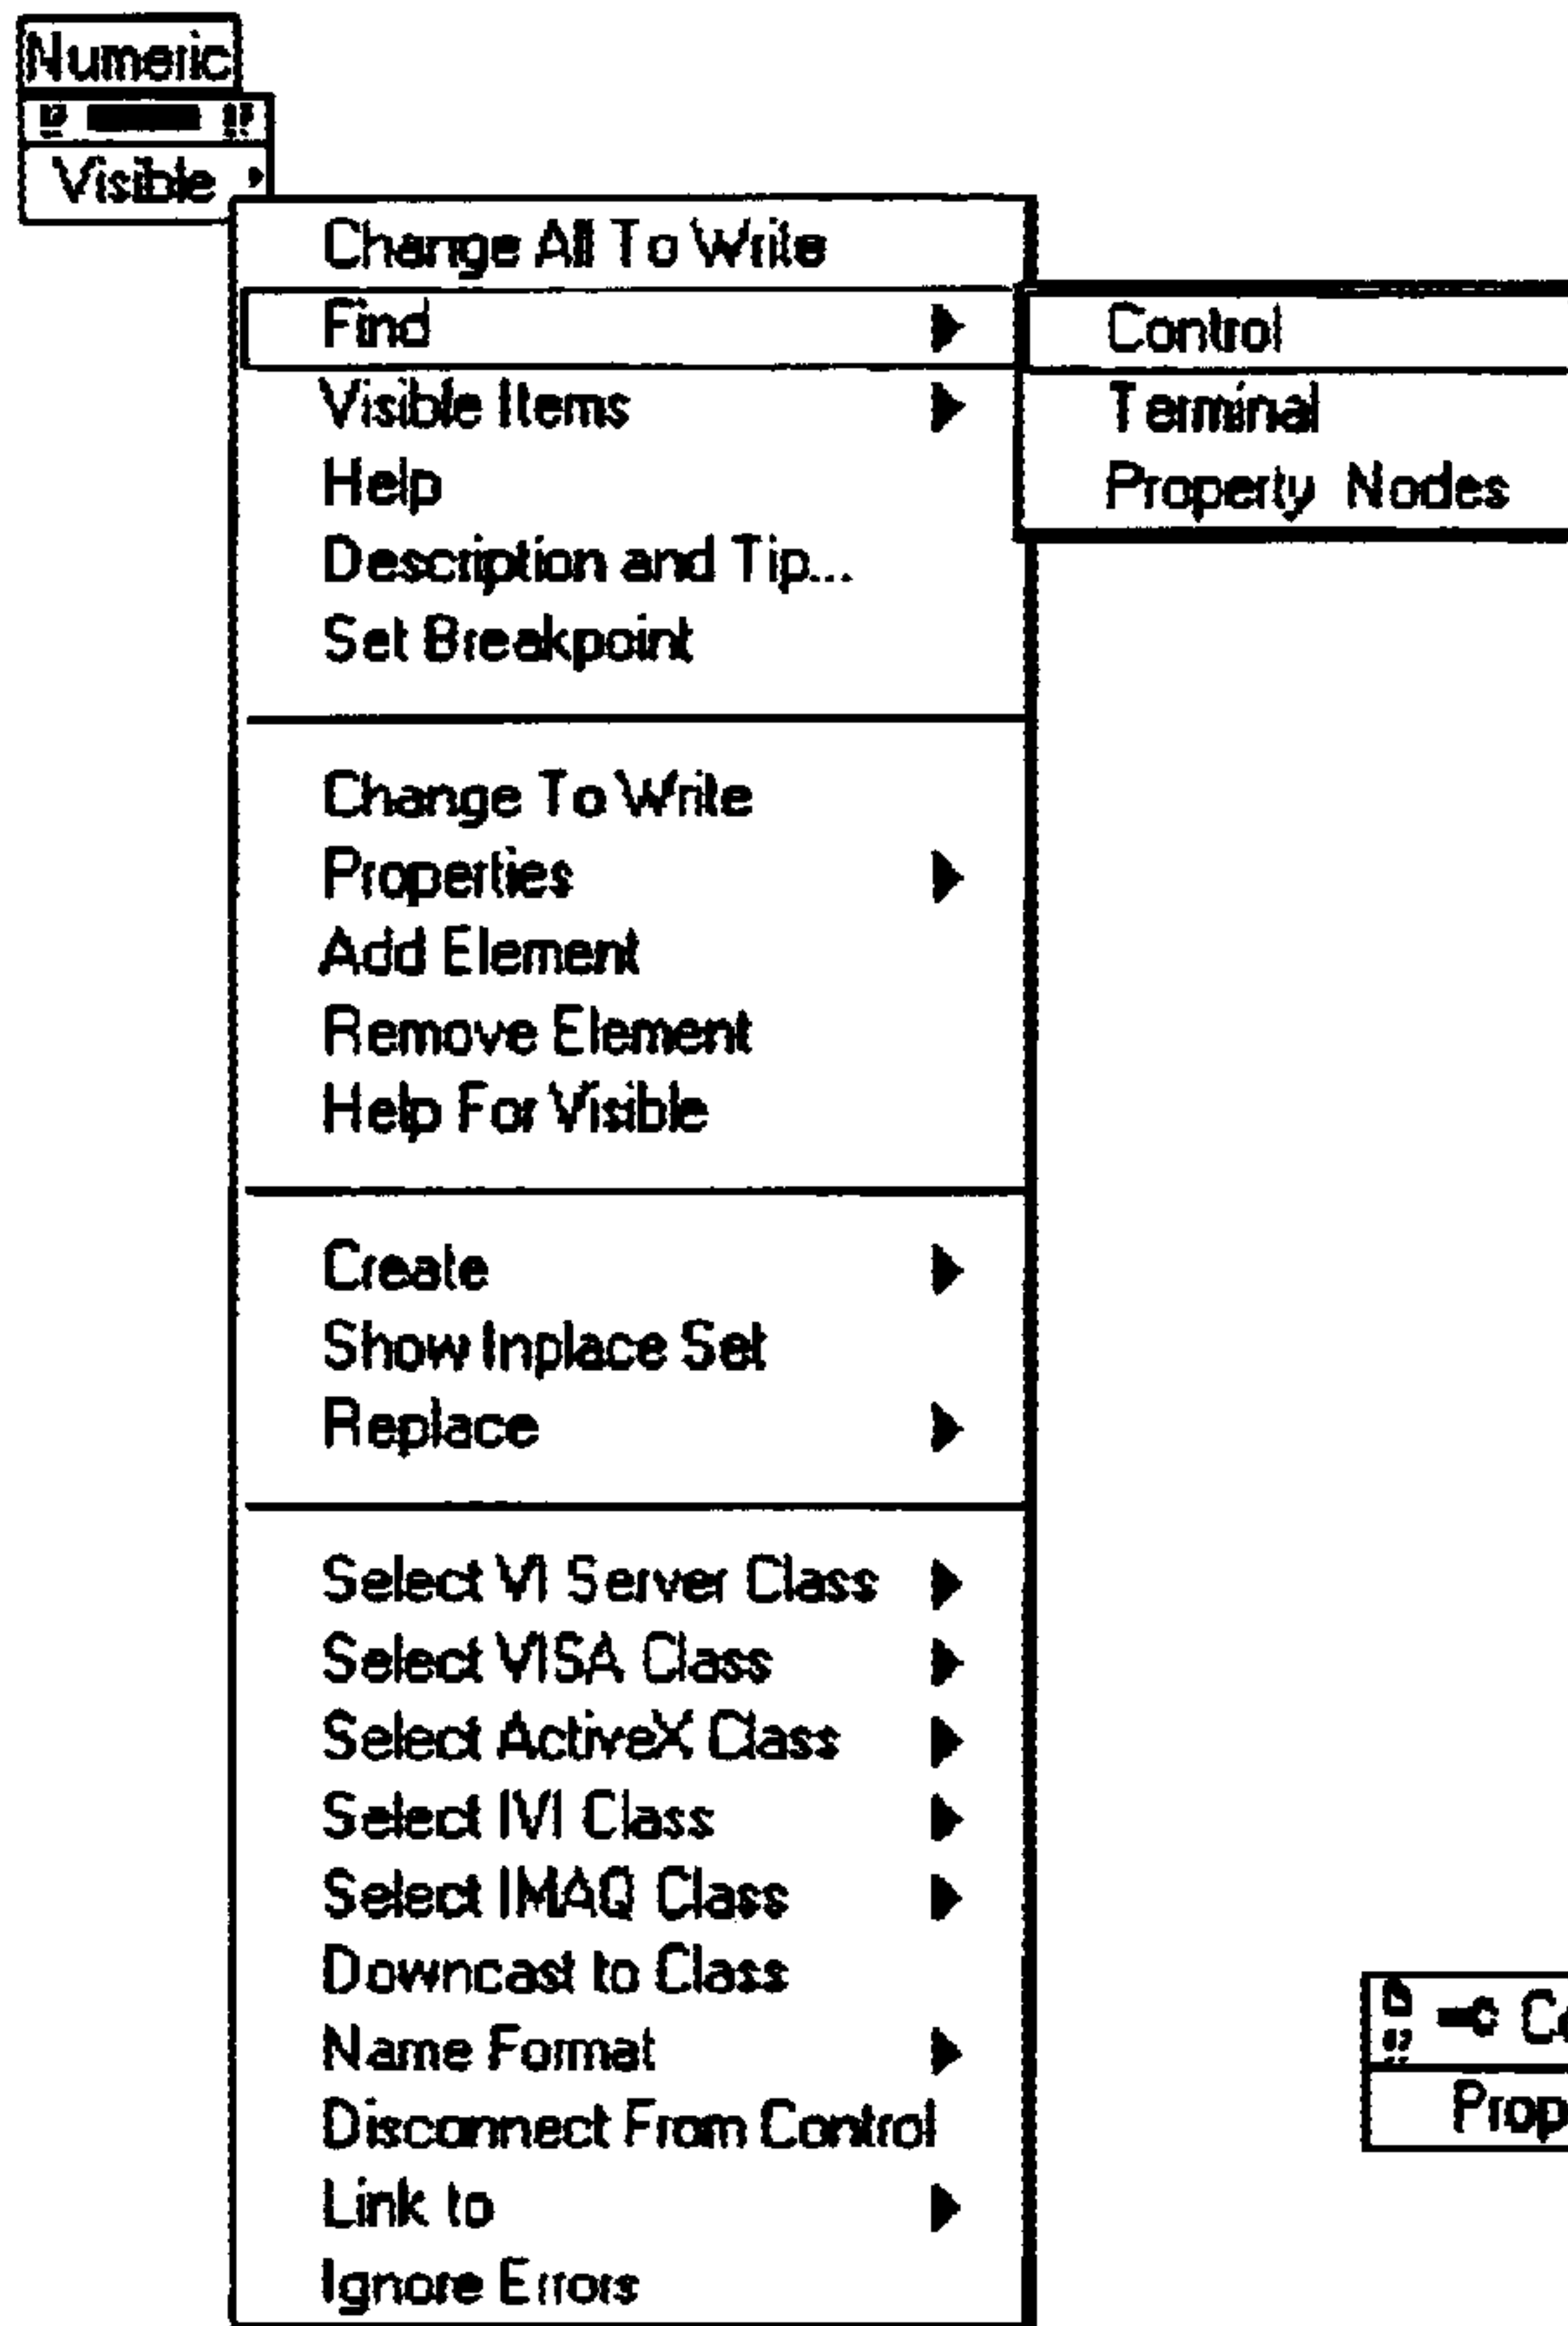 Numeric
Visible
Change All To Write
Find
Control
Visible Items
Terminal
Help
Property Nodes
Description and Tip...
Set Breakpoint
Change To Write
Properties
Add Element
Remove Element
Help For Visible
Create
Show Inplace Set
Replace
Select VI Server Class
Select VISA Class
Select ActiveX Class
Select IVI Class
Select IMAQ Class
Downcast to Class
Name Format
Disconnect From Control
Link to
Ignore Errors
Prop